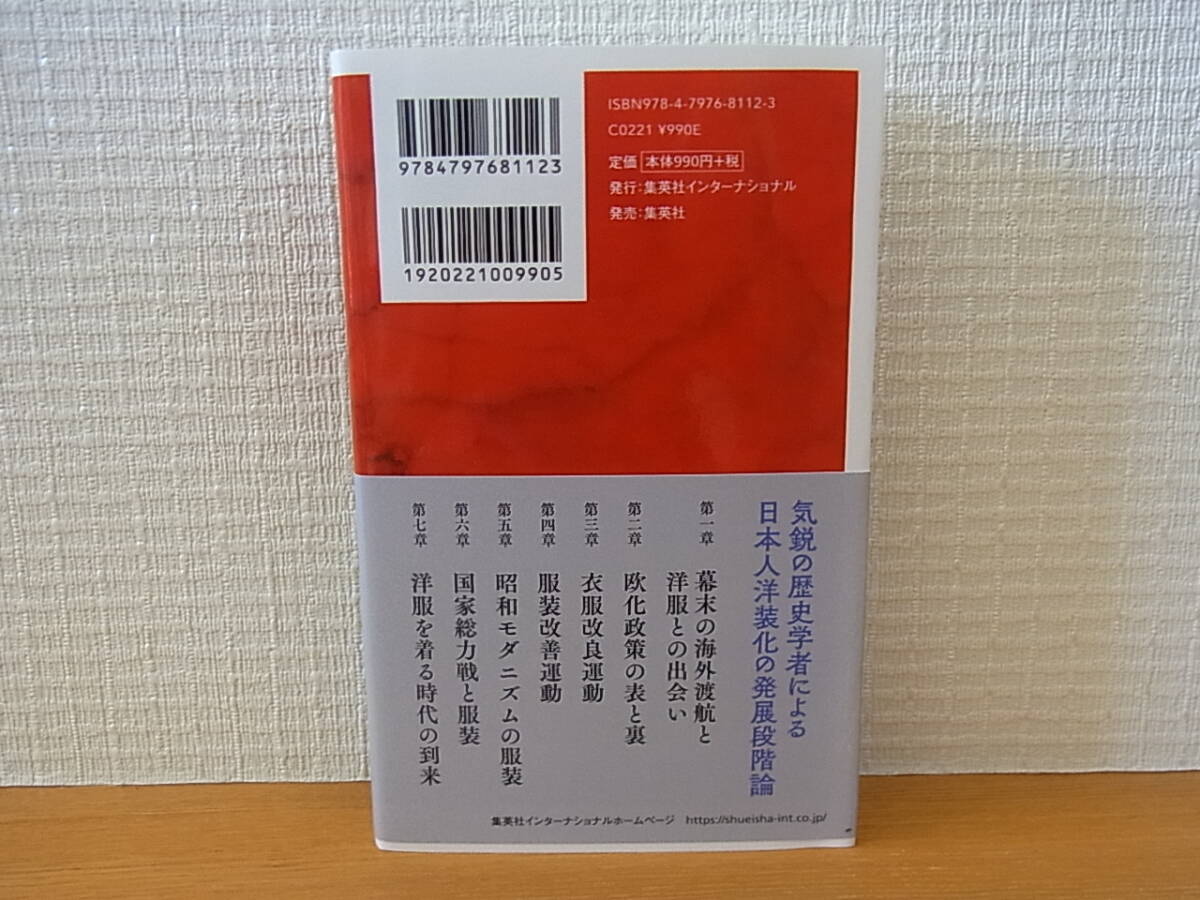 9784797681123
1920221009905
ISBN978-4-7976-8112-3
C0221 ¥990E
定価 本体990円+税
発行:集英社インターナショナル
発売:集英社
気鋭の歴史学者による
日本人洋装化の発展段階論
第一章 幕末の海外渡航と
洋服との出会い
第二章 欧化政策の表と裏
第三章 衣服改良運動
第四章 服装改善運動
第五章 昭和モダニズムの服装
第六章 国家総力戦と服装
第七章 洋服を着る時代の到来
集英社インターナショナルホームページ https://shueisha-int.co.jp/